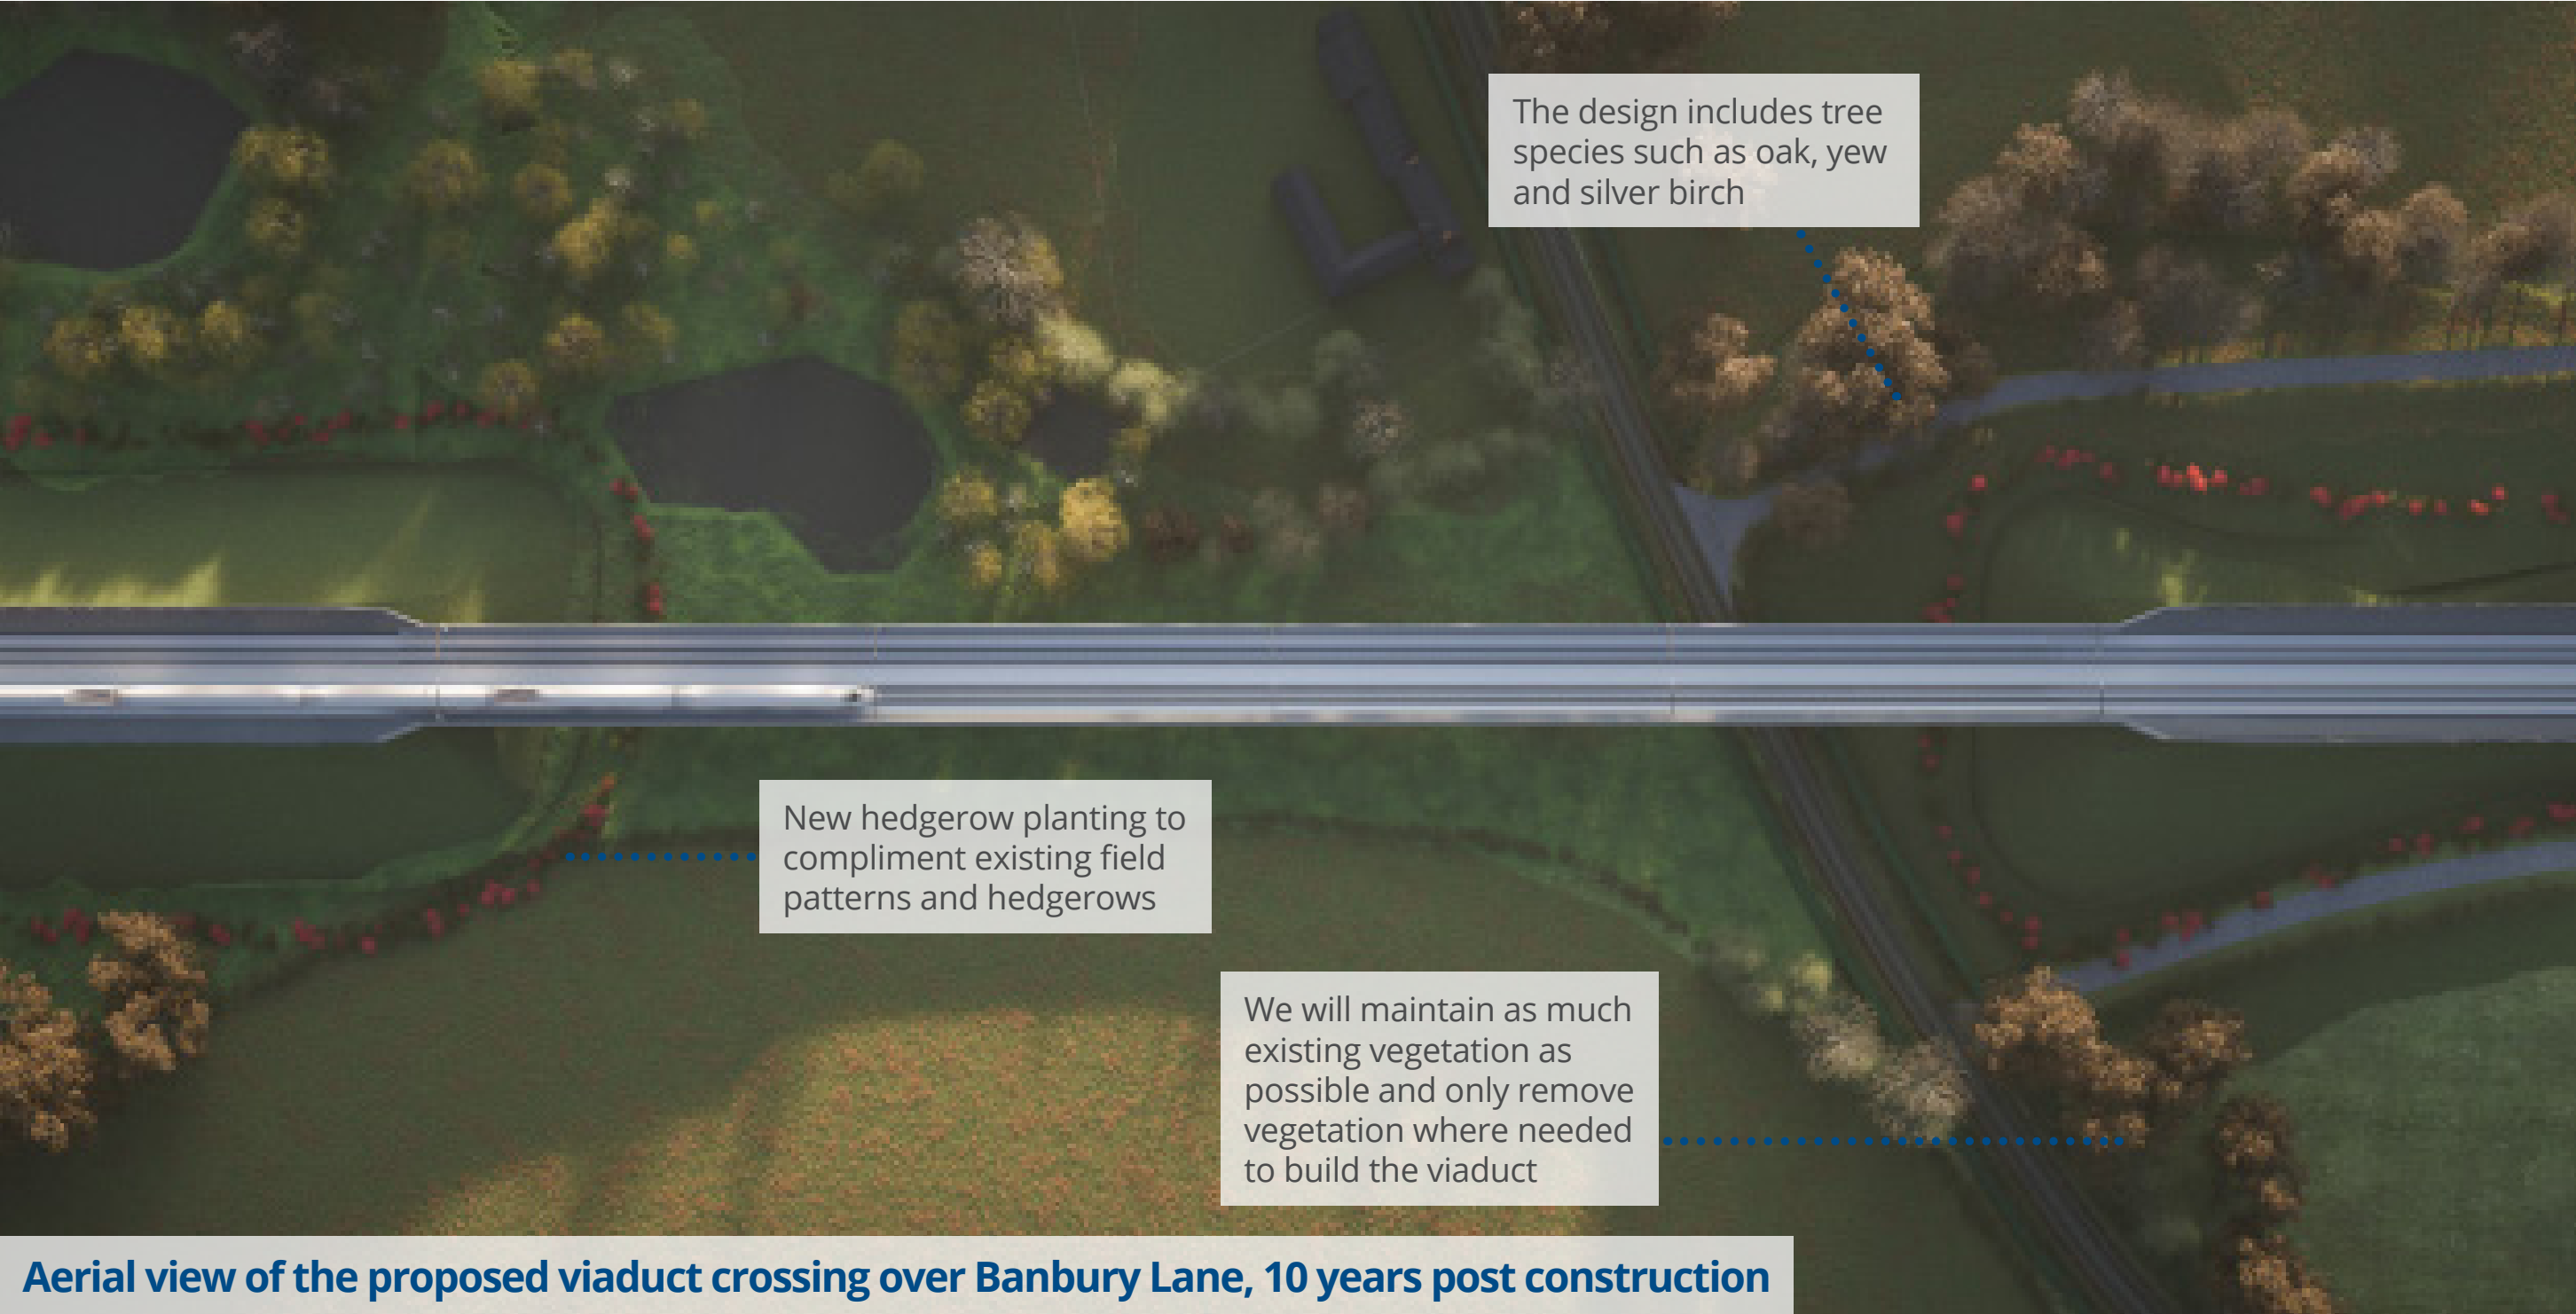 The design includes tree
species such as oak, yew
and silver birch
New hedgerow planting to
compliment existing field
patterns and hedgerows
We will maintain as much
existing vegetation as
possible and only remove
vegetation where needed
to build the viaduct
Aerial view of the proposed viaduct crossing over Banbury Lane, 10 years post construction